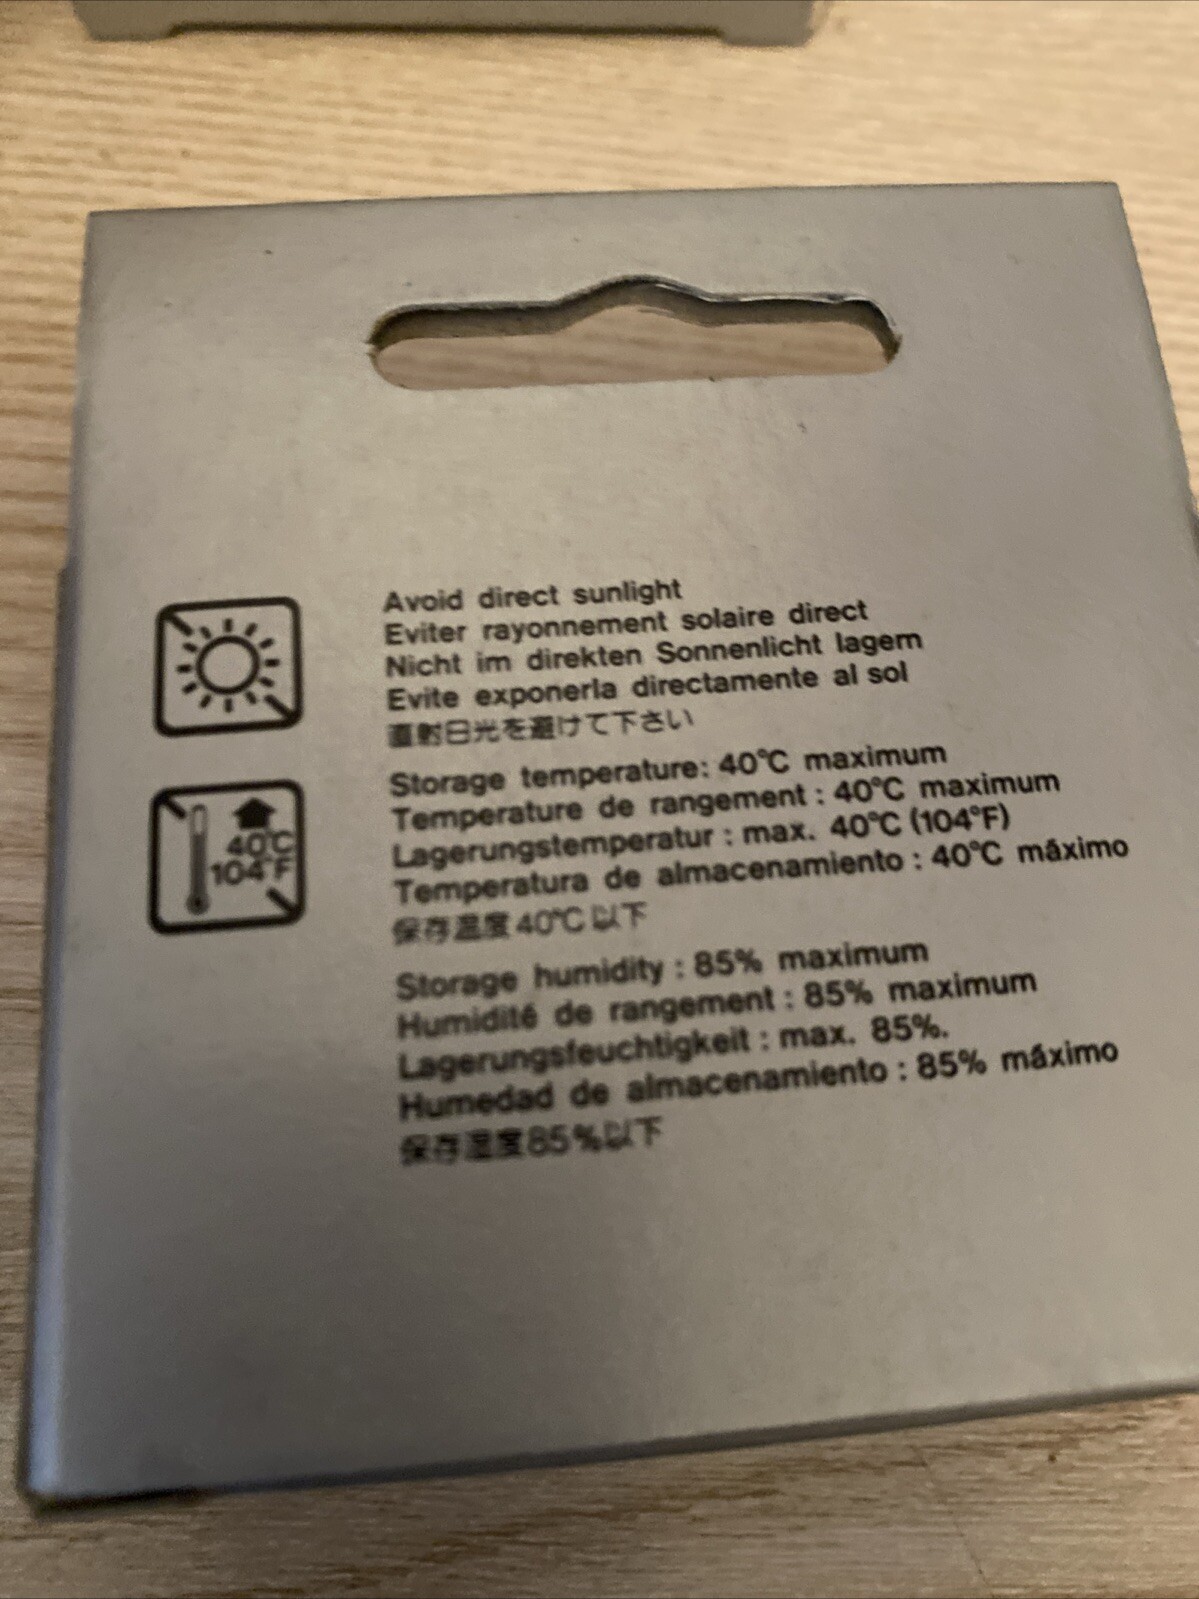 Avoid direct sunlight
Eviter rayonnement solaire direct
Nicht im direkten Sonnenlicht lagern
Evite exponerla directamente al sol
直射日光を避けて下さい
40°C
104°F
Storage temperature: 40°C maximum
Temperature de rangement : 40°C maximum
Lagerungstemperatur : max. 40°C (104°F)
Temperatura de almacenamiento : 40°C máximo
保存温度40°C以下
Storage humidity : 85% maximum
Humidité de rangement : 85% maximum
Lagerungsfeuchtigkeit : max. 85%.
Humedad de almacenamiento : 85% máximo
保存湿度85%以下